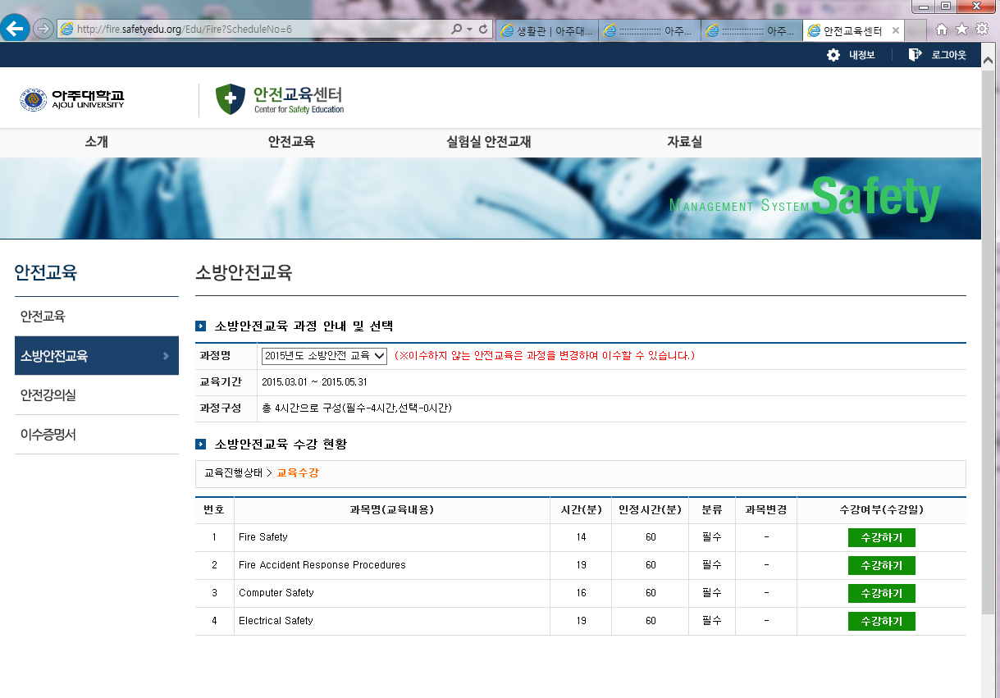 http://fire.safetyedu.org/Edu/Fire?ScheduleNo=6
생활관 | 아주대...
:::::::::::::::: 아주...
:::::::::::::::: 아주...
안전교육센터
내정보
로그아웃
아주대학교
AJOU UNIVERSITY
안전교육센터
Center for Safety Education
소개 안전교육 실험실 안전교재 자료실
MANAGEMENT SYSTEM Safety
안전교육
안전교육
소방안전교육
안전강의실
이수증명서
소방안전교육
소방안전교육 과정 안내 및 선택
과정명 2015년도 소방안전 교육 (※이수하지 않는 안전교육은 과정을 변경하여 이수할 수 있습니다.)
교육기간 2015.03.01 ~ 2015.05.31
과정구성 총 4시간으로 구성(필수-4시간,선택-0시간)
소방안전교육 수강 현황
교육진행상태 > 교육수강
번호 과목명(교육내용) 시간(분) 인정시간(분) 분류 과목변경 수강여부(수강일)
1 Fire Safety 14 60 필수 - 수강하기
2 Fire Accident Response Procedures 19 60 필수 - 수강하기
3 Computer Safety 16 60 필수 - 수강하기
4 Electrical Safety 19 60 필수 - 수강하기